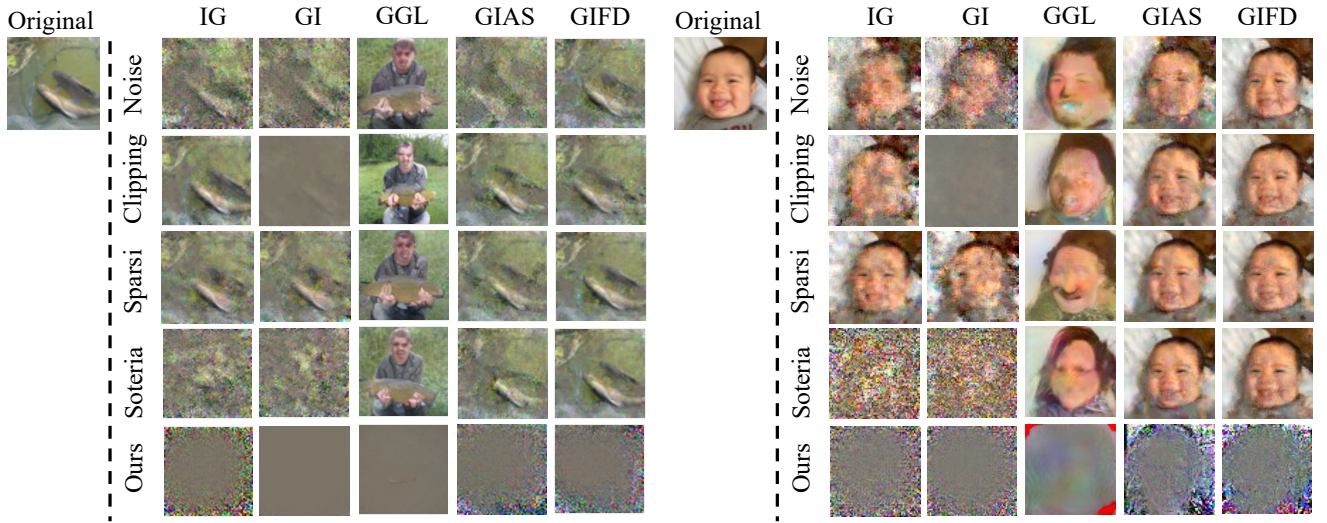 Original IG GI GGL GIAS GIFD Original IG GI GGL GIAS GIFD
Noise Noise
Clipping Clipping
Sparsi Sparsi
Soteria Soteria
Ours Ours